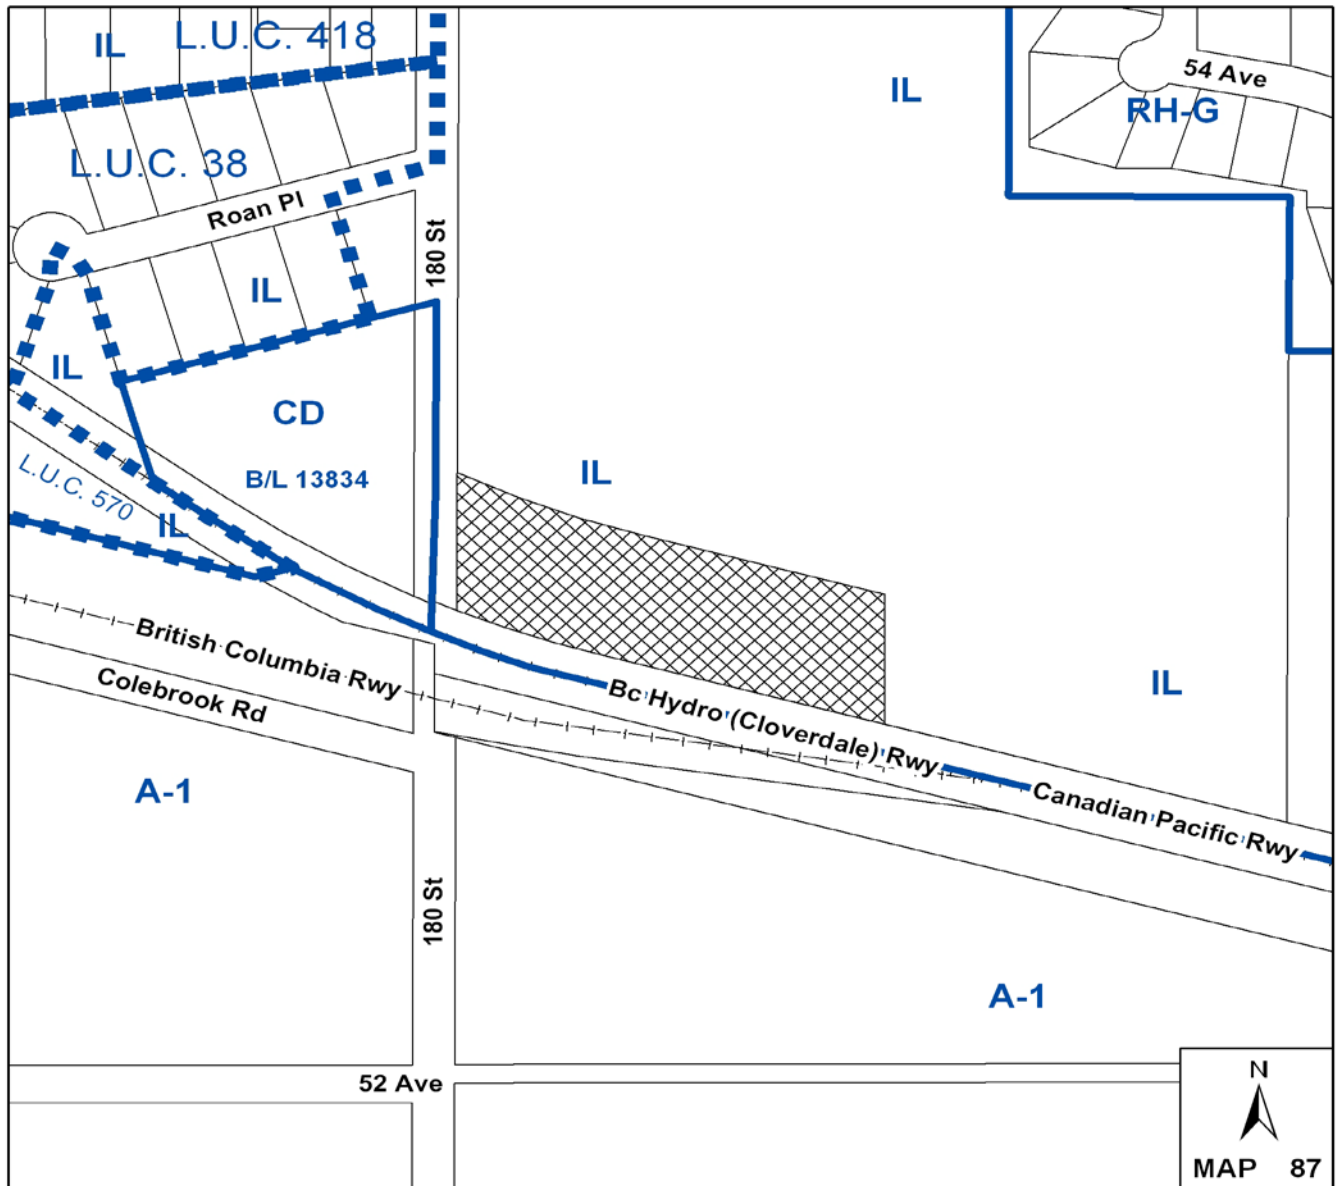 IL
L.U.C. 418
54 Ave
IL
RH-G
L.U.C. 38
Roan Pl
180 St
IL
IL
CD
B/L 13834
IL
L.U.C. 570
IL
British Columbia Rwy
Colebrook Rd
Bc Hydro (Cloverdale) Rwy
IL
Canadian Pacific Rwy
A-1
180 St
A-1
52 Ave
N
MAP 87